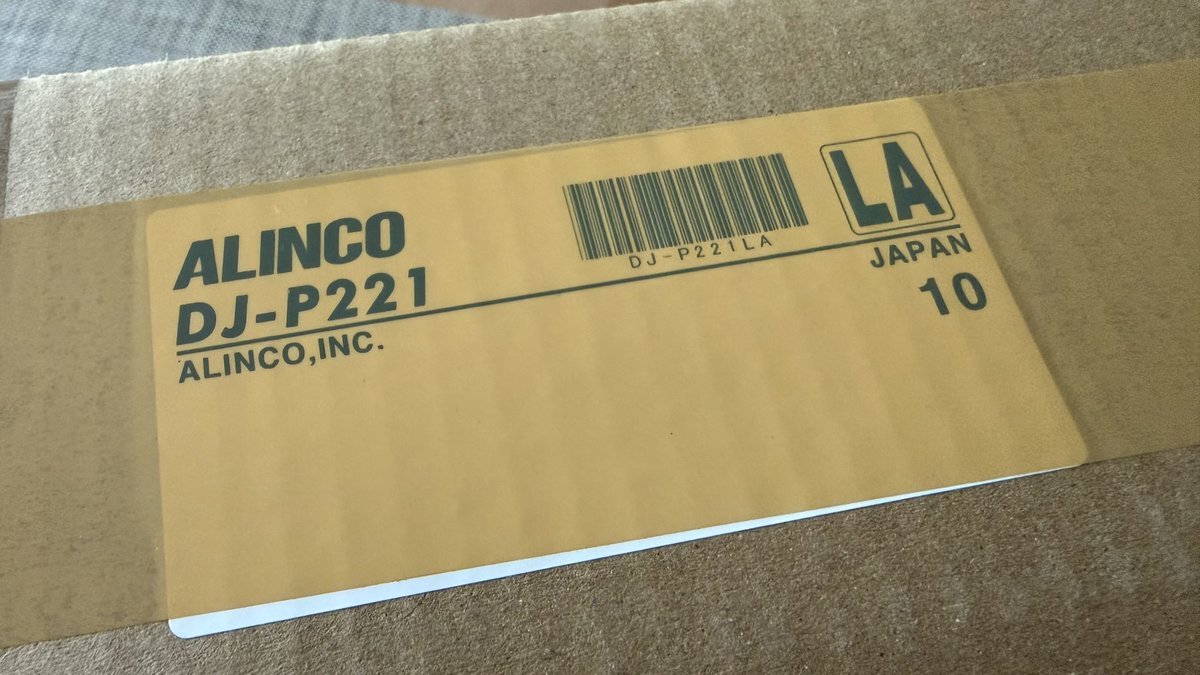 ALINCO
DJ-P221
ALINCO,INC.
DJ-P221LA
LA
JAPAN
10